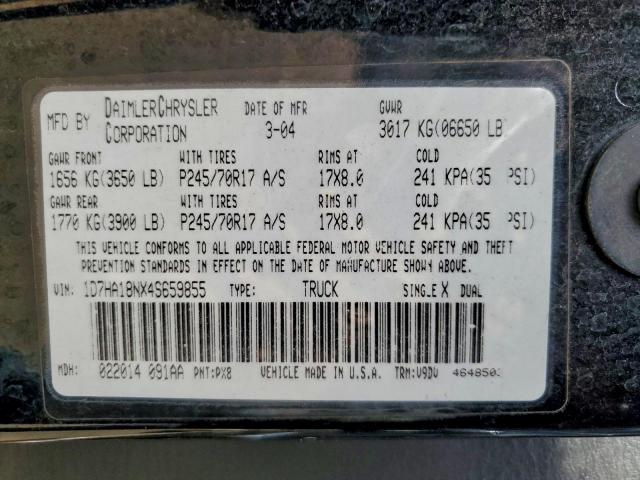 MFD BY DAIMLERCHRYSLER CORPORATION DATE OF MFR 3-04 GVWR 3017 KG(06650 LB)
GAWR FRONT WITH TIRES RIMS AT COLD
1656 KG(3650 LB) P245/70R17 A/S 17X8.0 241 KPA(35 PSI)
GAWR REAR WITH TIRES RIMS AT COLD
1770 KG(3900 LB) P245/70R17 A/S 17X8.0 241 KPA(35 PSI)
THIS VEHICLE CONFORMS TO ALL APPLICABLE FEDERAL MOTOR VEHICLE SAFETY AND THEFT
PREVENTION STANDARDS IN EFFECT ON THE DATE OF MANUFACTURE SHOWN ABOVE.
VIN: 1D7HA18NX4S659855 TYPE: TRUCK SINGLE X DUAL
MDH: 022014 091AA PNT:PX8 VEHICLE MADE IN U.S.A. TRM:V9DV